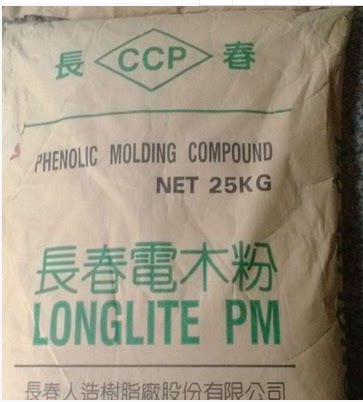 長 CCP 春
PHENOLIC MOLDING COMPOUND
NET 25KG
長春電木粉
LONGLITE PM
長春人造樹脂廠股份有限公司